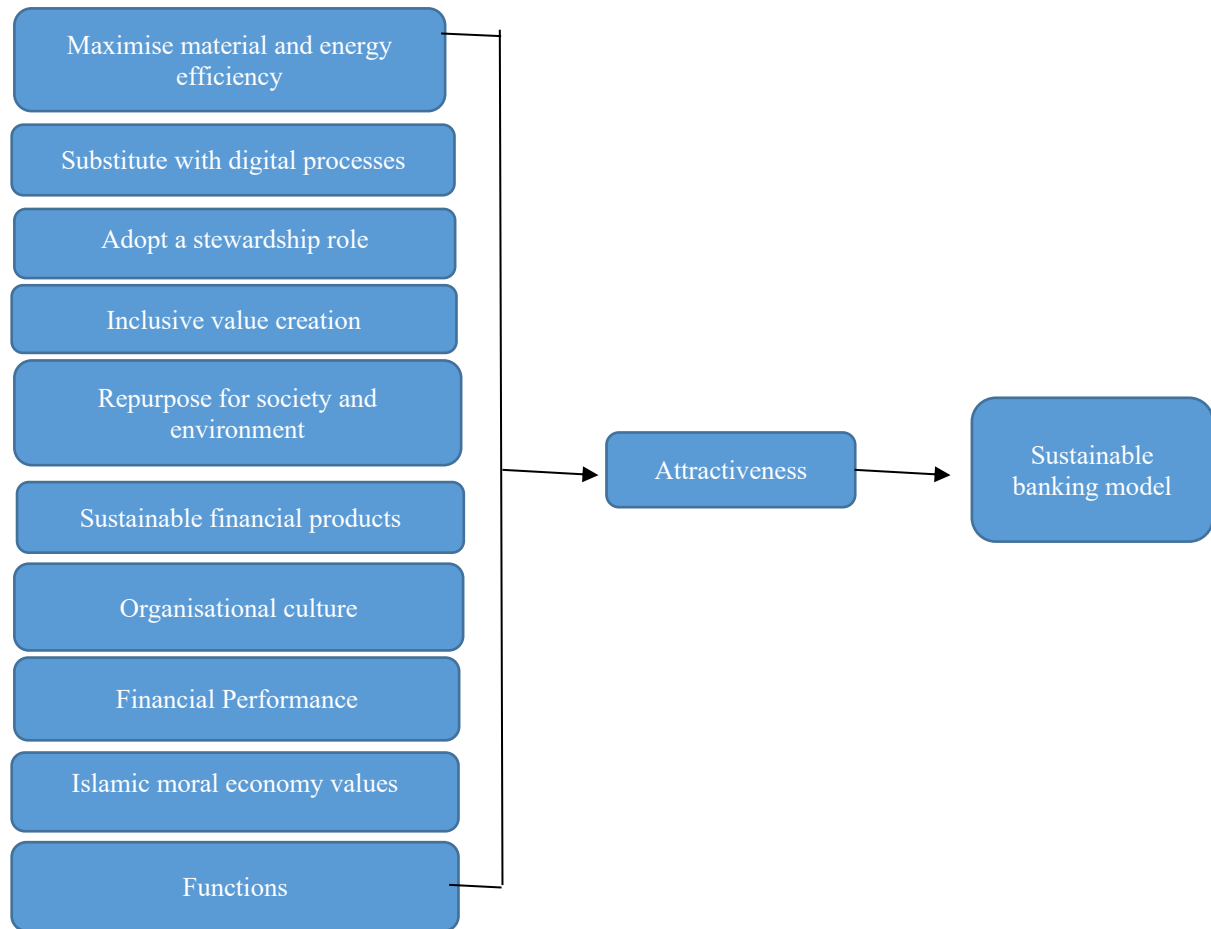 Maximise material and energy
efficiency
Substitute with digital processes
Adopt a stewardship role
Inclusive value creation
Repurpose for society and
environment
Sustainable financial products
Organisational culture
Financial Performance
Islamic moral economy values
Functions
Attractiveness
Sustainable
banking model